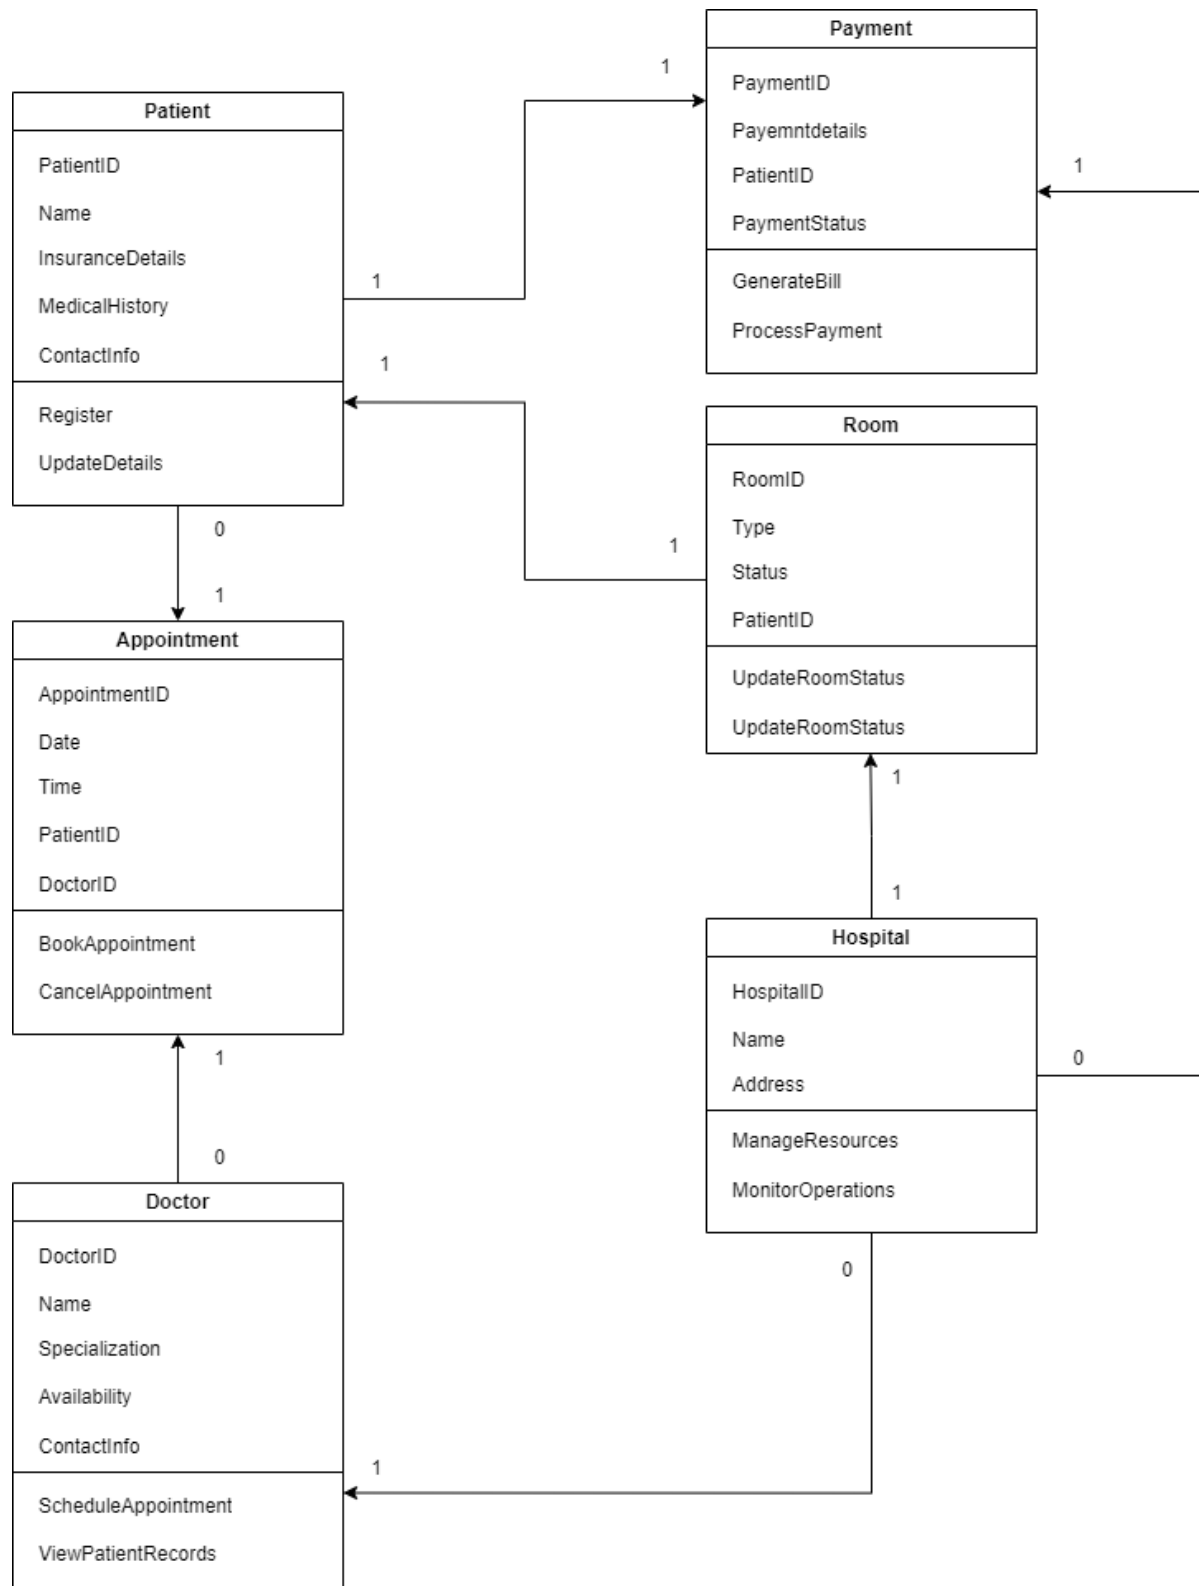 Payment
PaymentID
Payemntdetails
PatientID
PaymentStatus
GenerateBill
ProcessPayment
1
1
Patient
PatientID
Name
InsuranceDetails
MedicalHistory
ContactInfo
Register
UpdateDetails
1
1
0
1
Room
RoomID
Type
Status
PatientID
UpdateRoomStatus
UpdateRoomStatus
1
1
1
Appointment
AppointmentID
Date
Time
PatientID
DoctorID
BookAppointment
CancelAppointment
1
0
Hospital
HospitalID
Name
Address
ManageResources
MonitorOperations
0
0
1
Doctor
DoctorID
Name
Specialization
Availability
ContactInfo
ScheduleAppointment
ViewPatientRecords